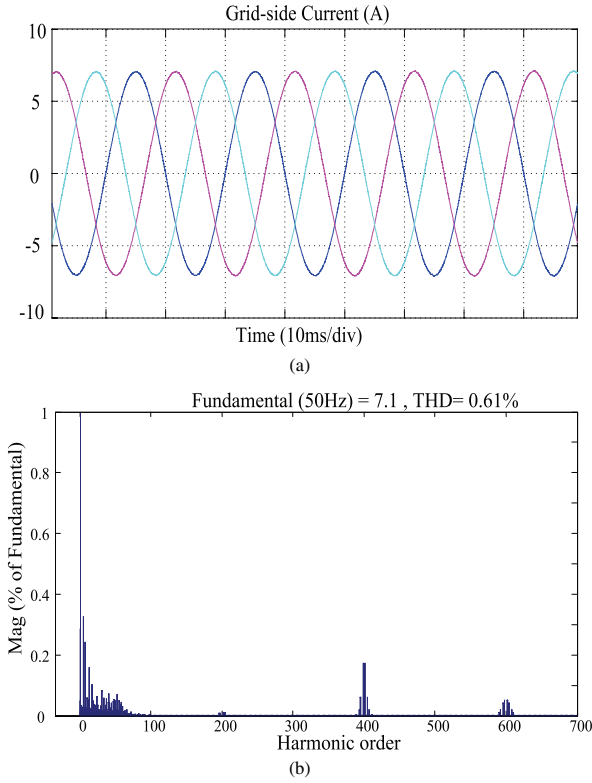 Grid-side Current (A)
10
5
0
-5
-10
Time (10ms/div)
(a)
Fundamental (50Hz) = 7.1 , THD= 0.61%
Mag (% of Fundamental)
1
0.8
0.6
0.4
0.2
0
0 100 200 300 400 500 600 700
Harmonic order
(b)